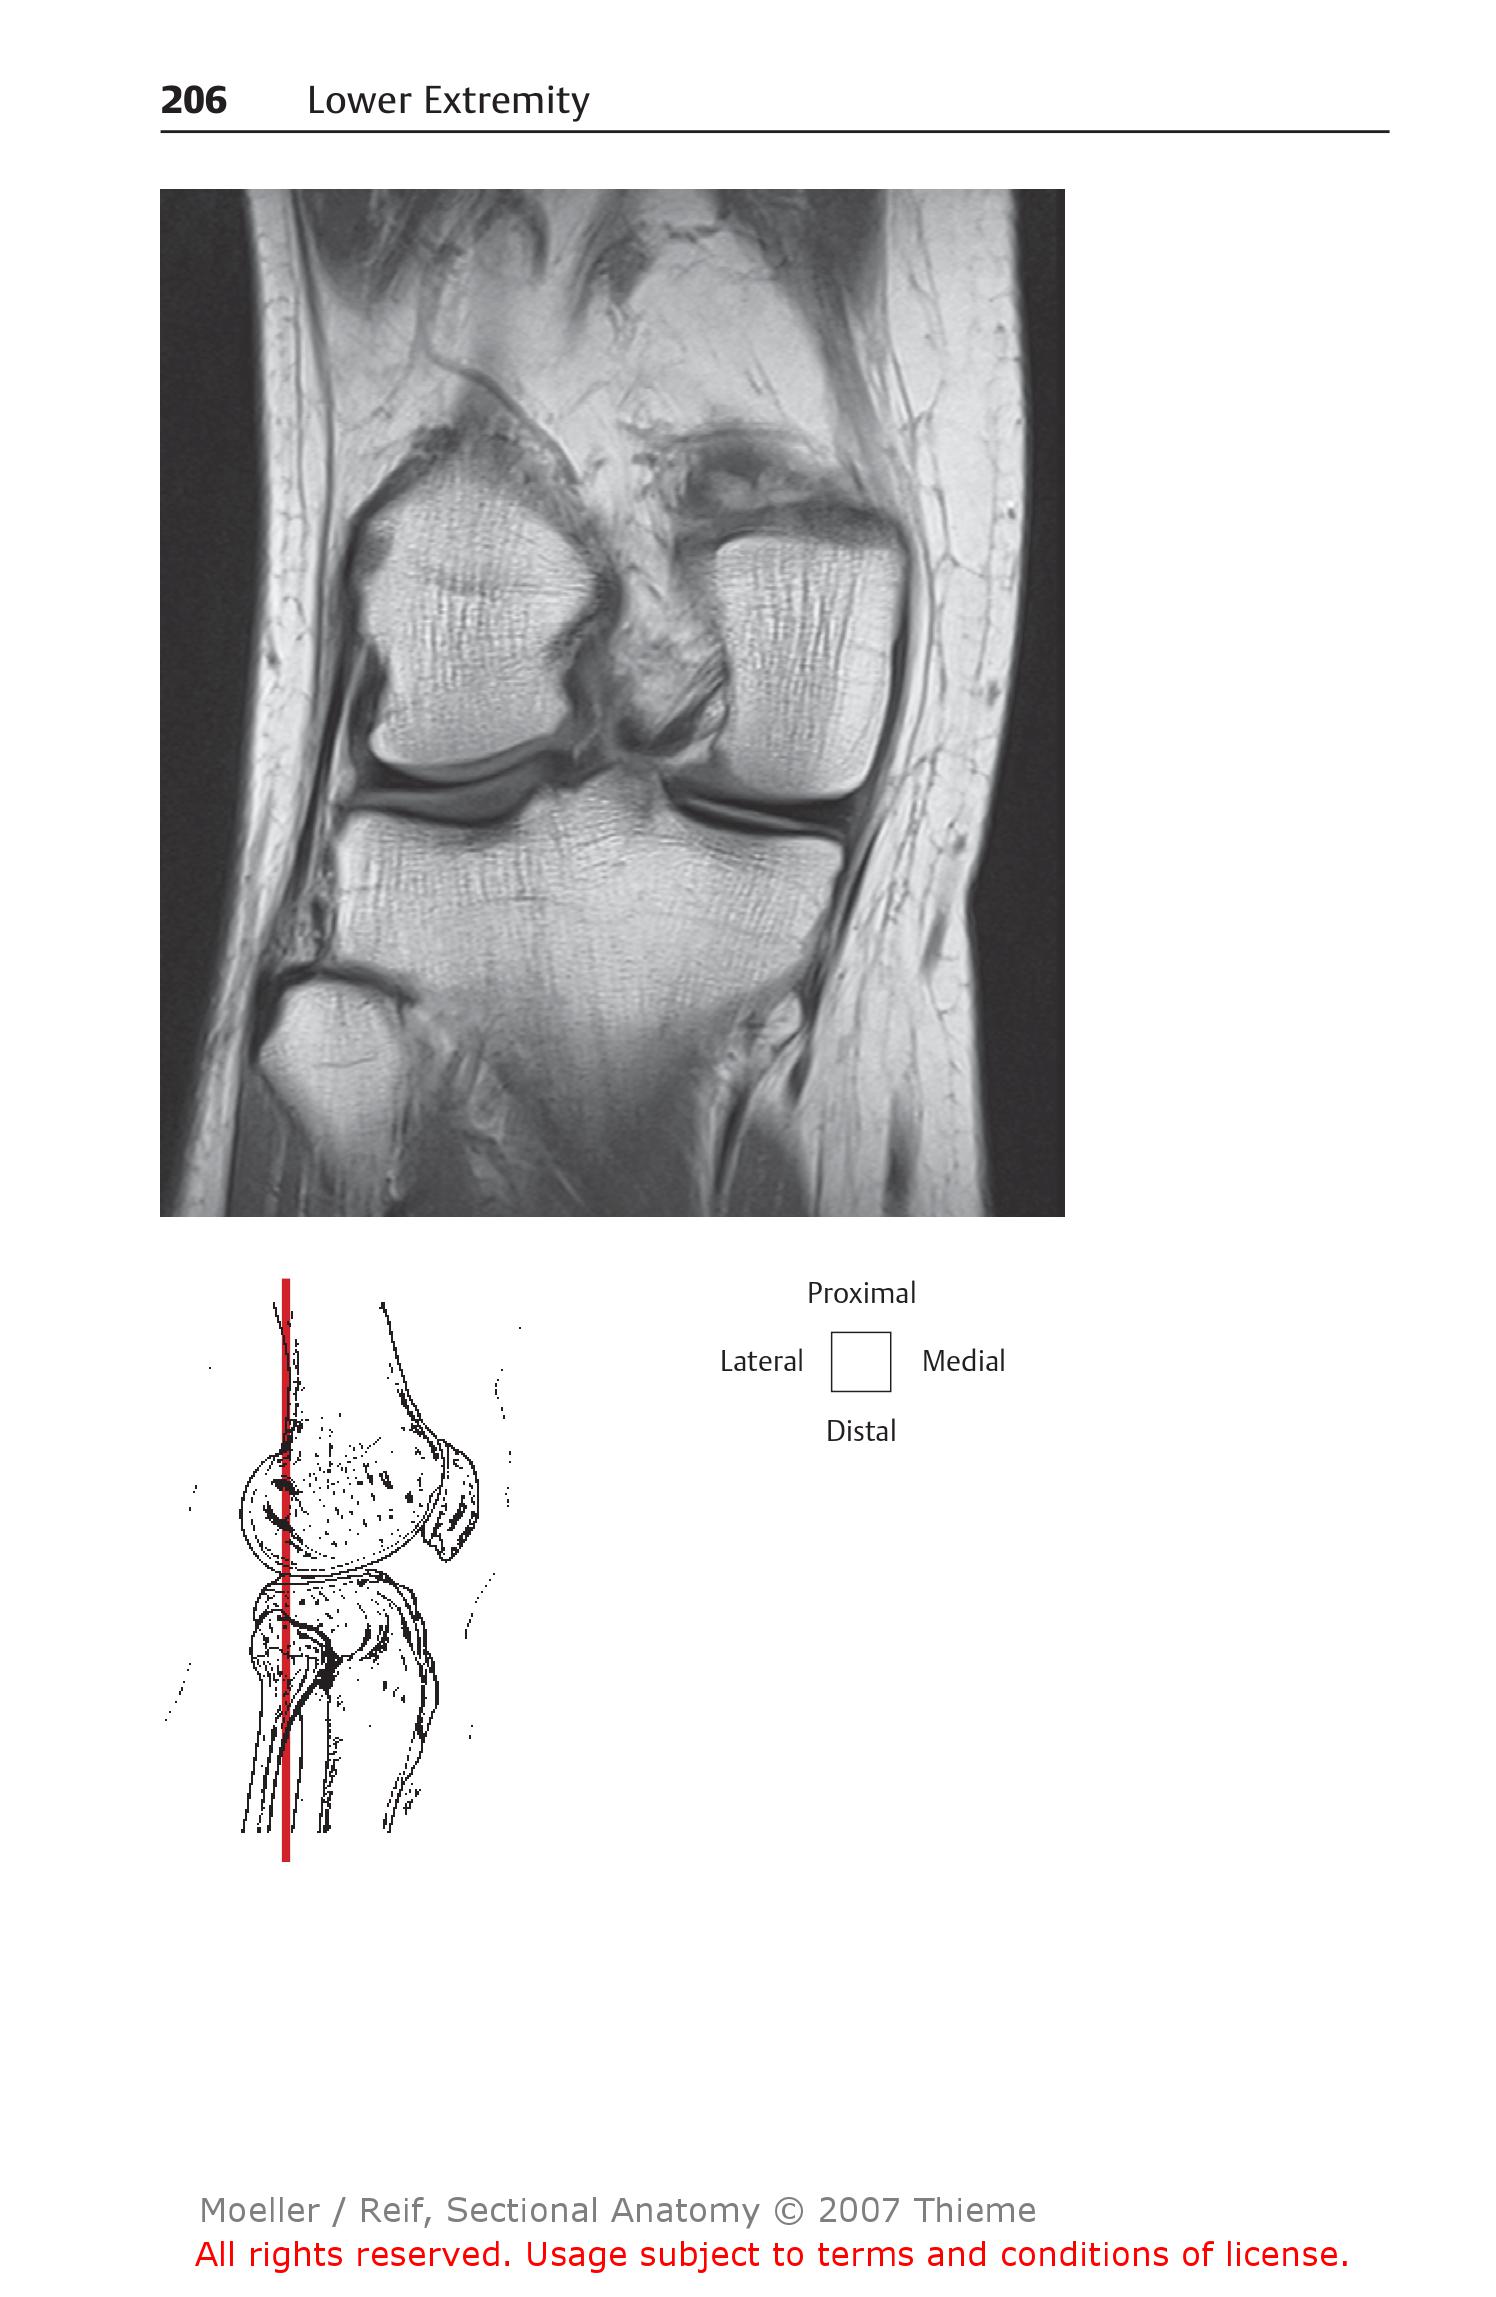 206 Lower Extremity
Proximal
Lateral Medial
Distal
Moeller / Reif, Sectional Anatomy © 2007 Thieme
All rights reserved. Usage subject to terms and conditions of license.